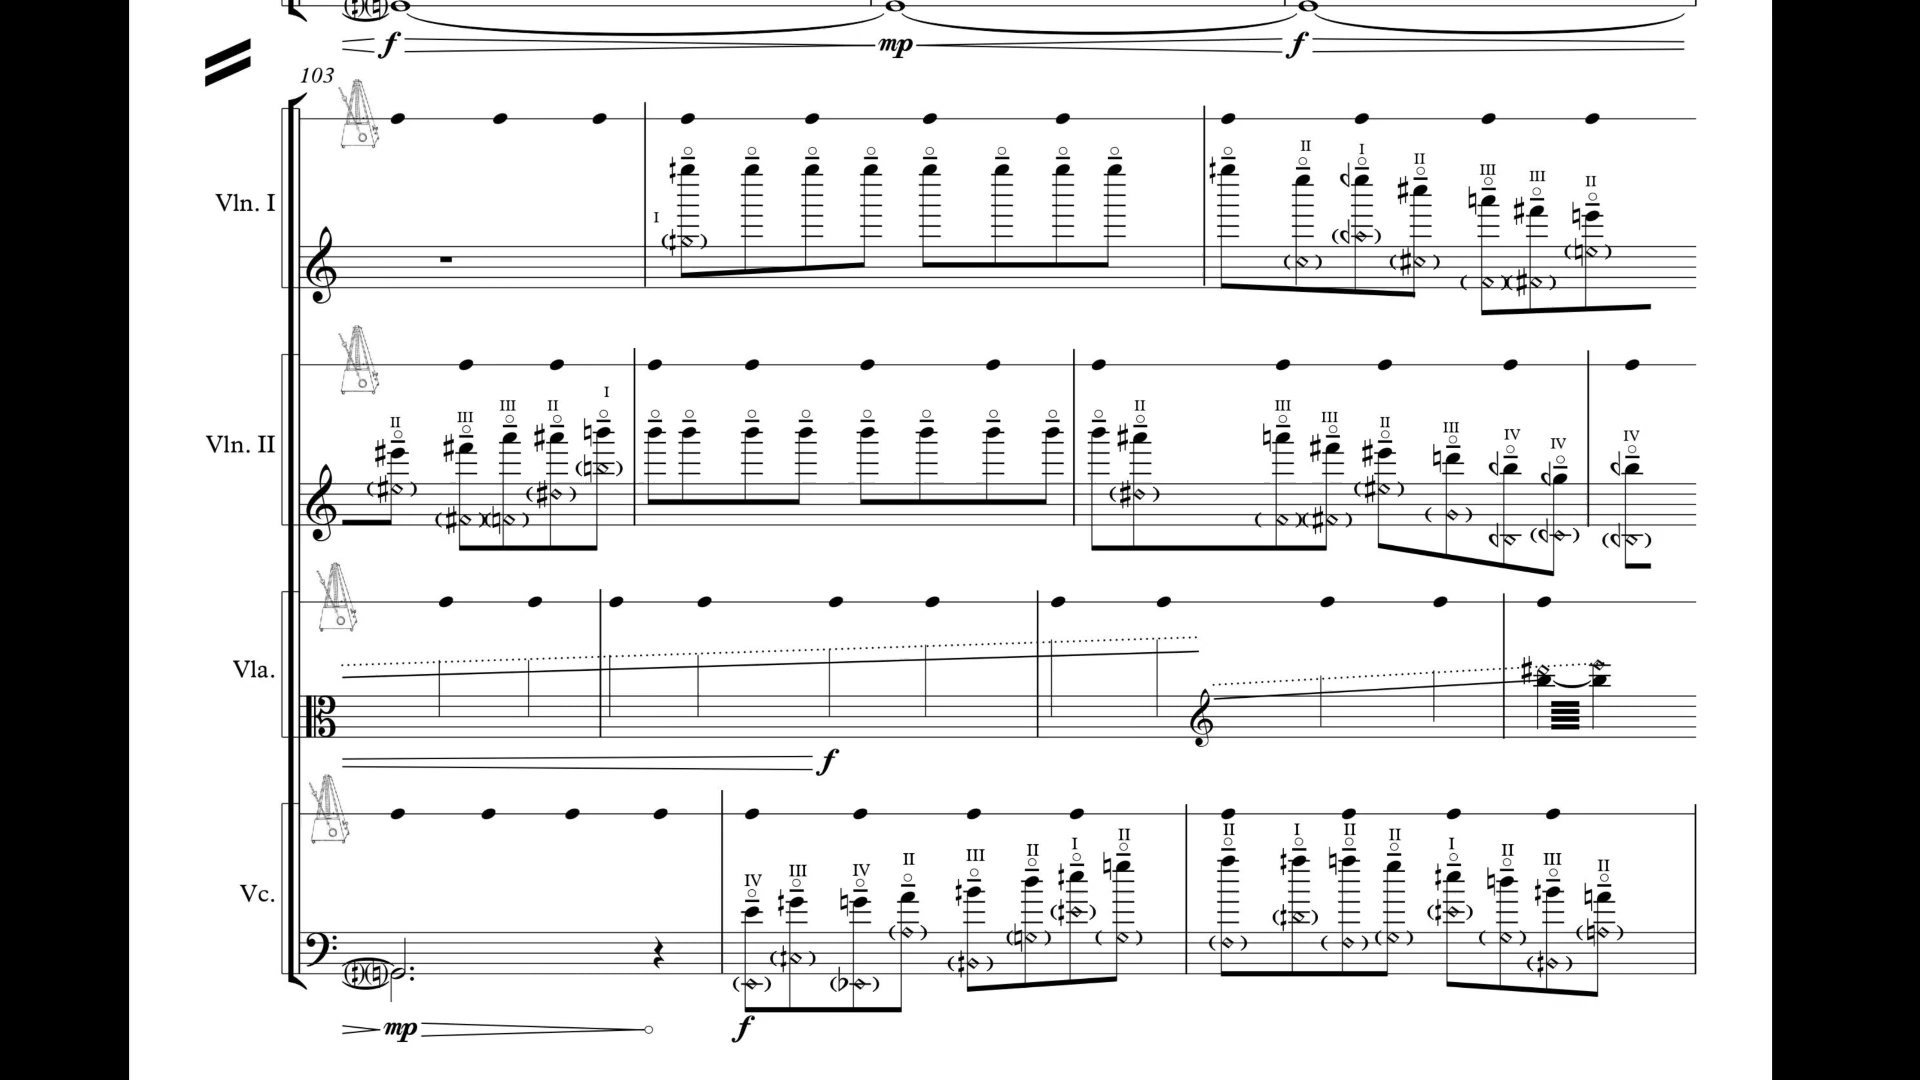 f mp f
103
II I II III III II
I
Vln. I
I
II III III II I II III III II III IV IV IV
Vln. II
Vla.
f
II I II II I II III II
IV III IV II III II I II
Vc.
mp f